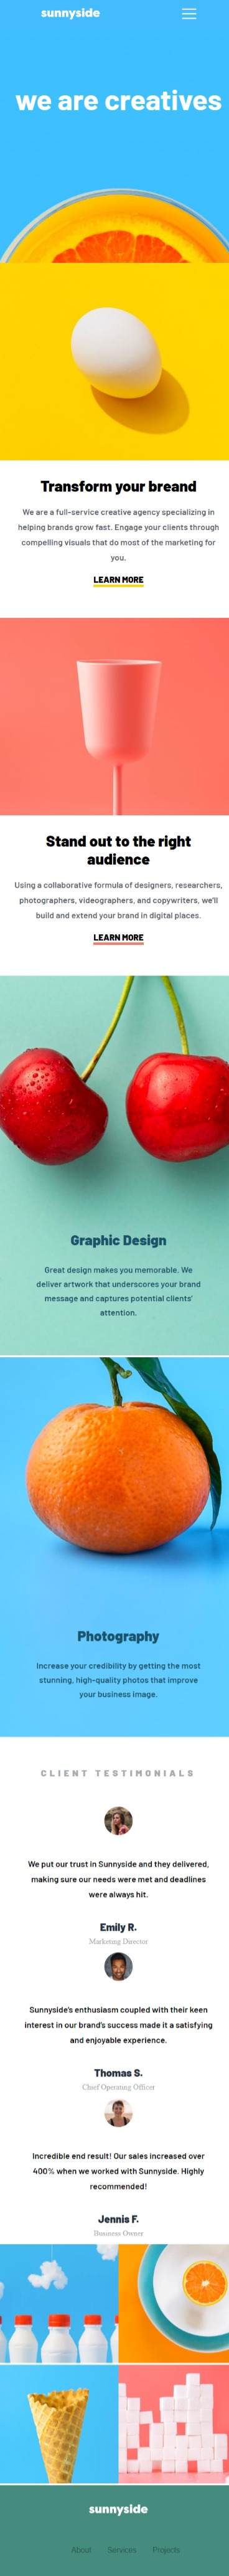 sunnyside
we are creatives
Transform your breand
We are a full-service creative agency specializing in
helping brands grow fast. Engage your clients through
compelling visuals that do most of the marketing for
you.
LEARN MORE
Stand out to the right
audience
Using a collaborative formula of designers, researchers,
photographers, videographers, and copywriters, we'll
build and extend your brand in digital places.
LEARN MORE
Graphic Design
Great design makes you memorable. We
deliver artwork that underscores your brand
message and captures potential clients'
attention.
Photography
Increase your credibility by getting the most
stunning, high-quality photos that improve
your business image.
CLIENT TESTIMONIALS
We put our trust in Sunnyside and they delivered,
making sure our needs were met and deadlines
were always hit.
Emily R.
Marketing Director
Sunnyside's enthusiasm coupled with their keen
interest in our brand's success made it a satisfying
and enjoyable experience.
Thomas S.
Chief Operating Officer
Incredible end result! Our sales increased over
400% when we worked with Sunnyside. Highly
recommended!
Jennis F.
Business Owner
sunnyside
About Services Projects